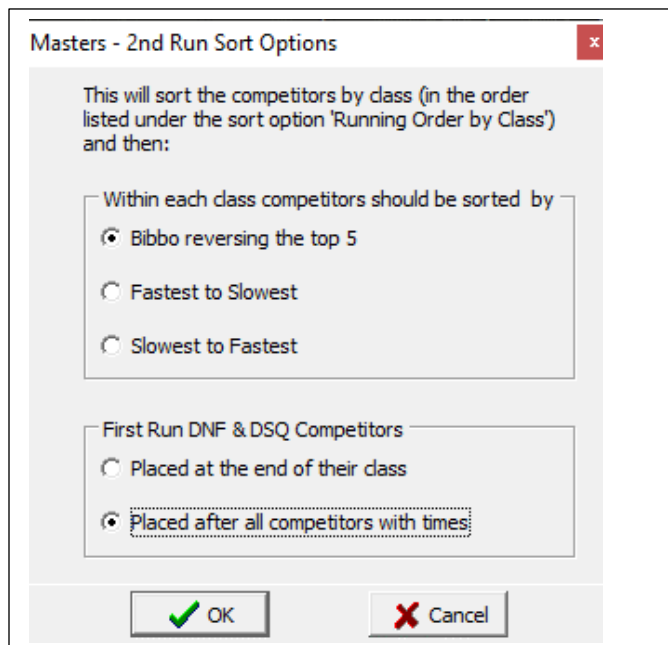 Masters - 2nd Run Sort Options
x
This will sort the competitors by class (in the order
listed under the sort option 'Running Order by Class')
and then:
Within each class competitors should be sorted by
Bibbo reversing the top 5
Fastest to Slowest
Slowest to Fastest
First Run DNF & DSQ Competitors
Placed at the end of their class
Placed after all competitors with times
OK
Cancel